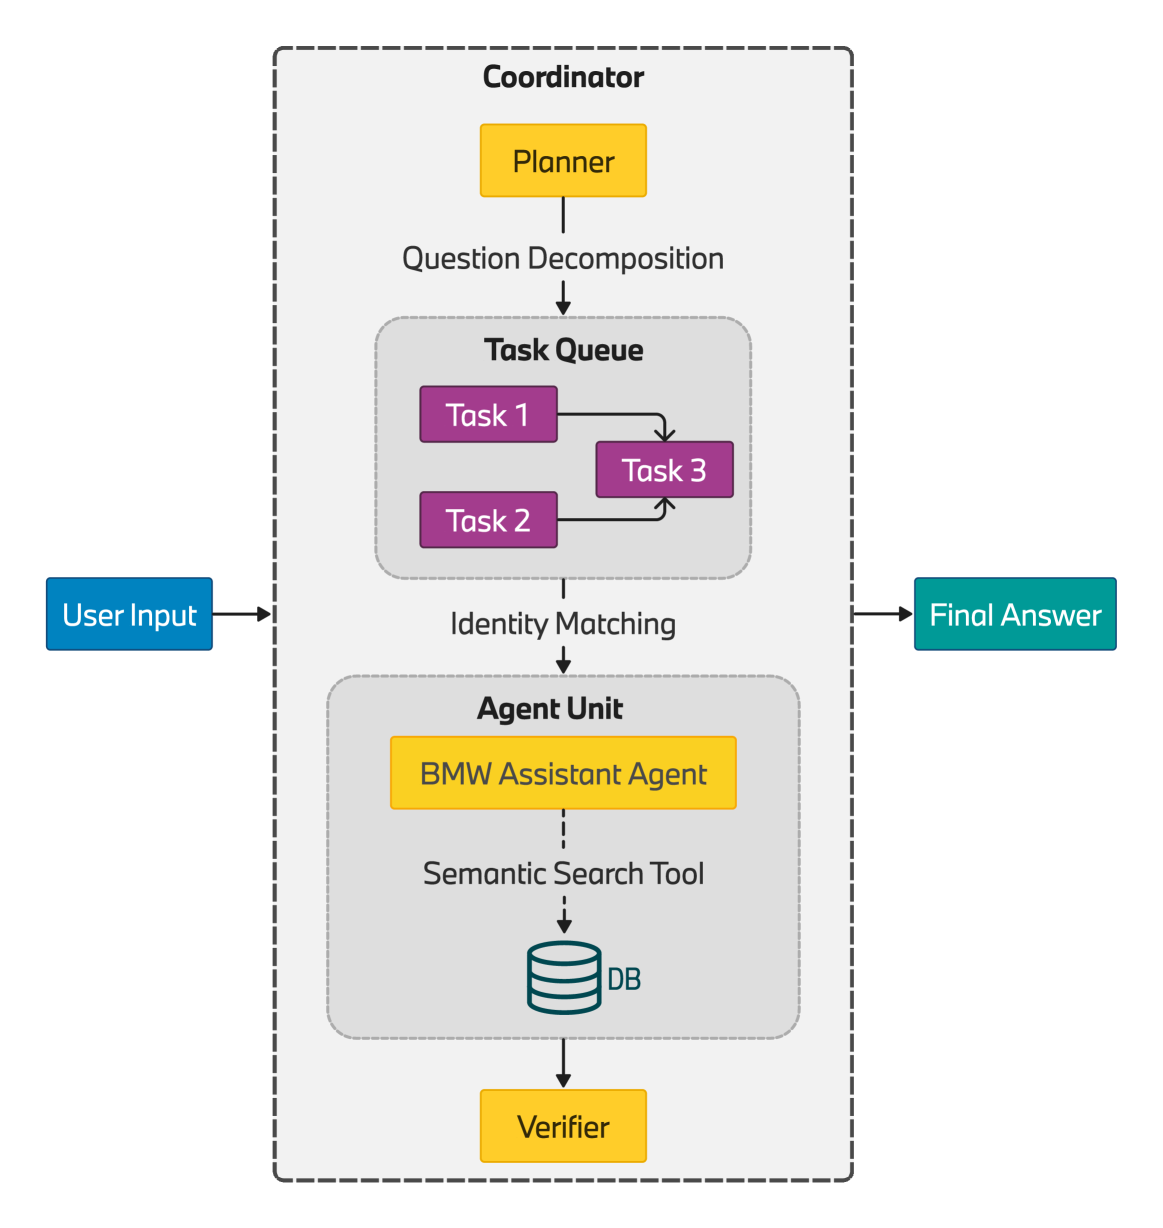 Coordinator
Planner
Question Decomposition
Task Queue
Task 1
Task 3
Task 2
User Input
Identity Matching
Final Answer
Agent Unit
BMW Assistant Agent
Semantic Search Tool
DB
Verifier